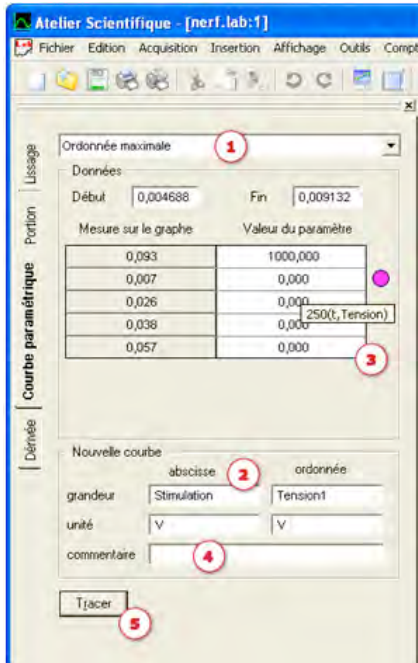 Atelier Scientifique - [nerf.lab:1]
Fichier Edition Acquisition Insertion Affichage Outils Compt
Lissage
Portion
Courbe paramétrique
Dérivée
Ordonnée maximale
1
Données
Début 0,004688 Fin 0,009132
Mesure sur le graphe Valeur du paramètre
0,093 1000,000
0,007 0,000
0,026 0,000
250(t,Tension)
0,038 0,000
0,057 0,000
3
Nouvelle courbe
abscisse 2 ordonnée
grandeur Stimulation Tension1
unité V V
commentaire 4
Tracer
5